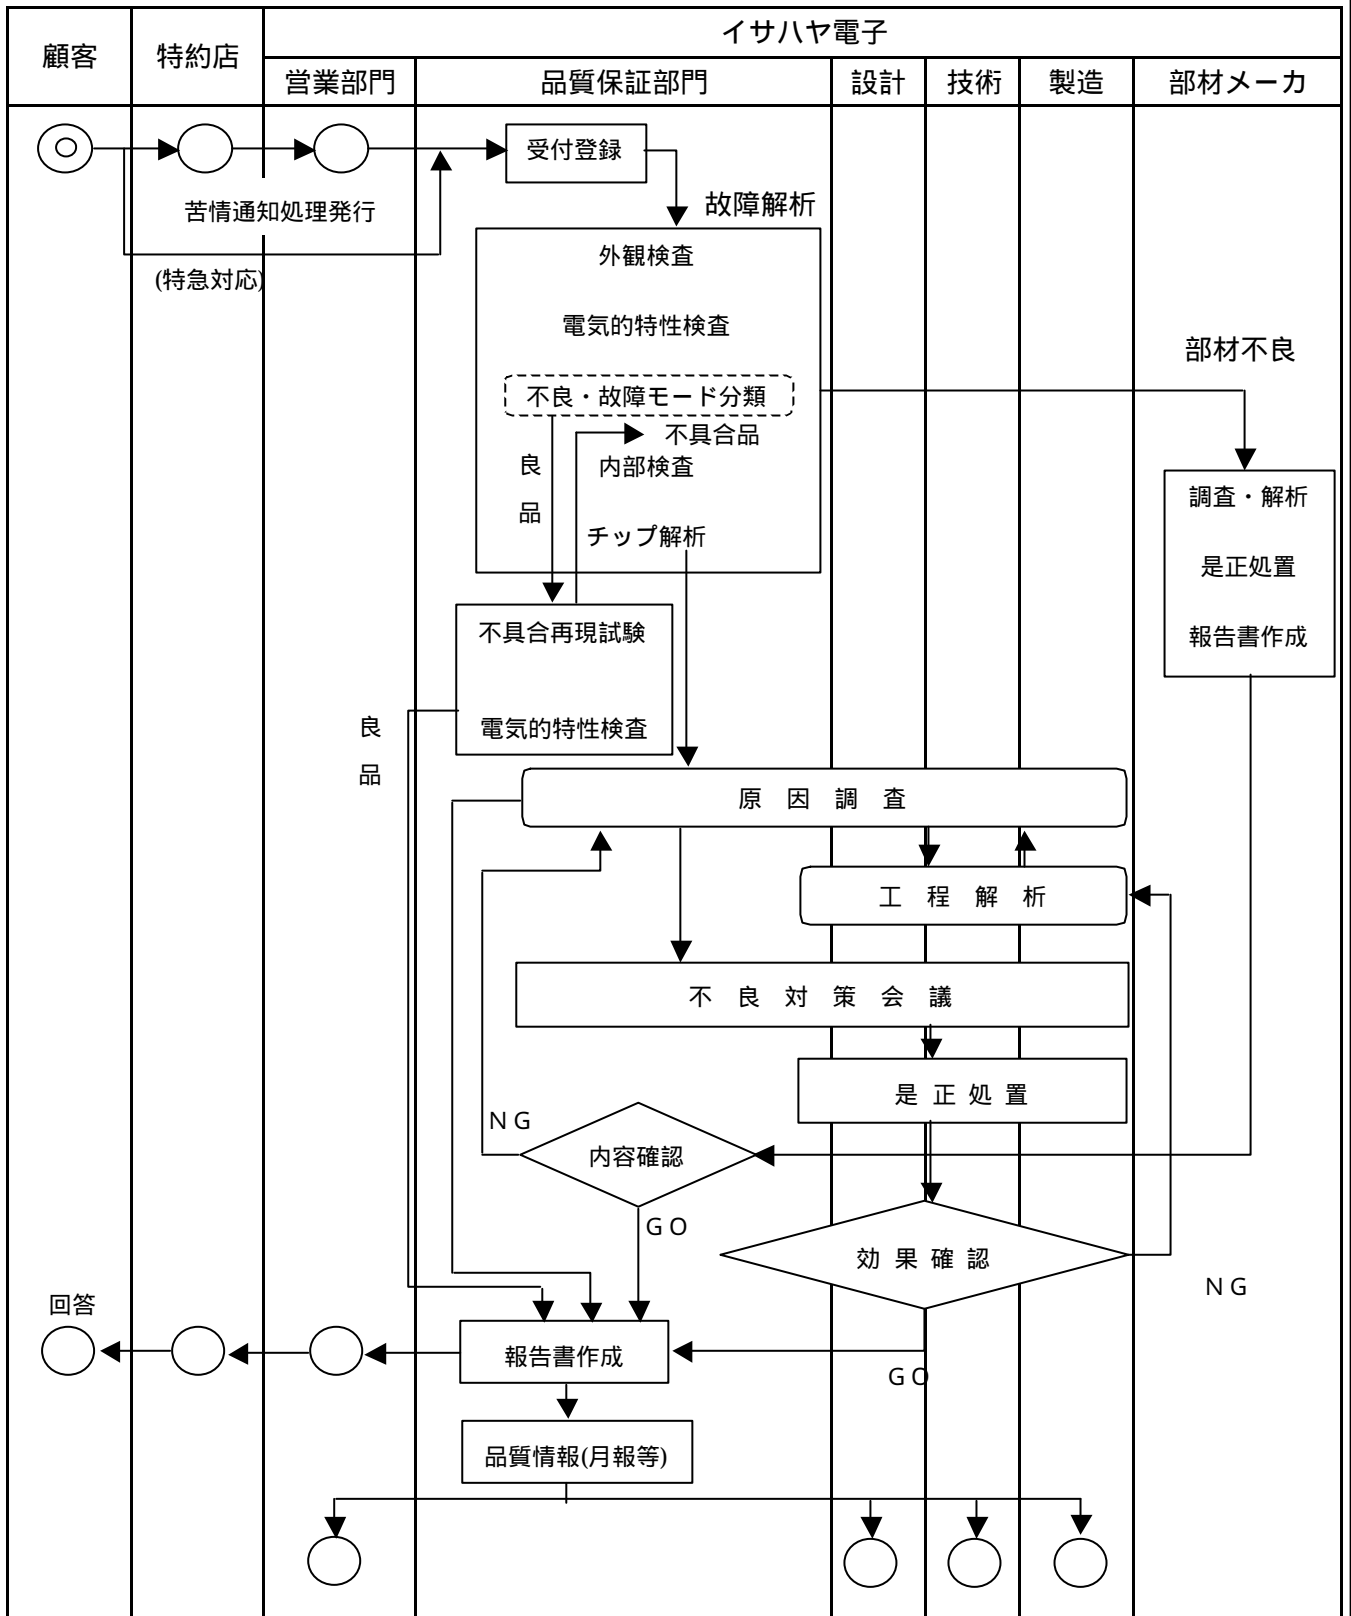 イサハヤ電子
顧客
特約店
営業部門
品質保証部門
設計
技術
製造
部材メーカ
受付登録
苦情通知処理発行
(特急対応)
故障解析
外観検査
電気的特性検査
不良・故障モード分類
不具合品
良
品
内部検査
チップ解析
部材不良
調査・解析
是正処置
報告書作成
不具合再現試験
電気的特性検査
良
品
原因調査
工程解析
不良対策会議
是正処置
NG
内容確認
GO
効果確認
NG
回答
報告書作成
GO
品質情報(月報等)